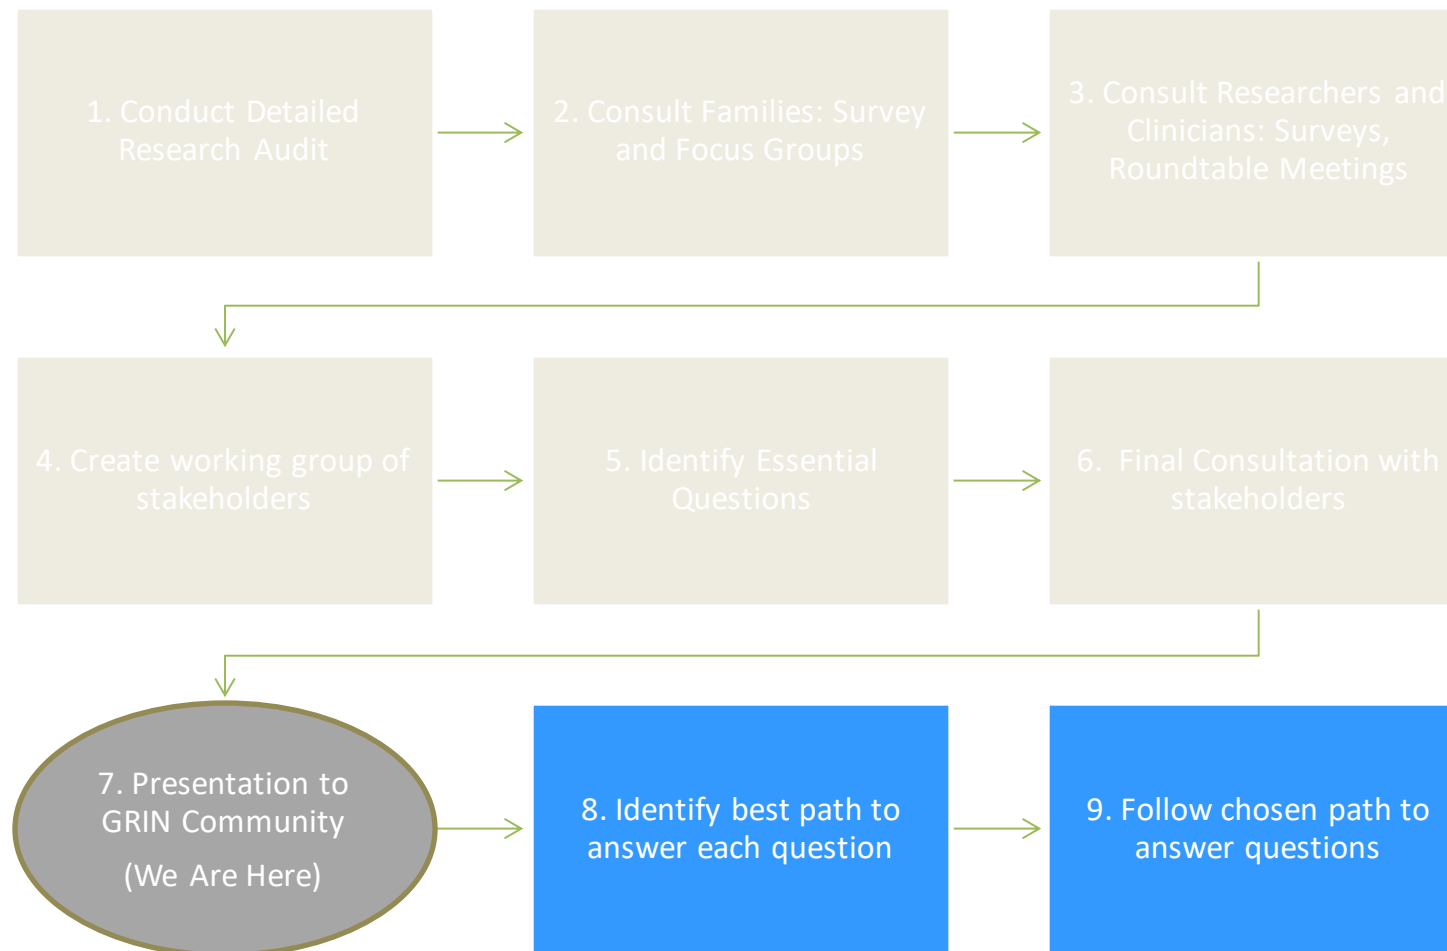 1. Conduct Detailed
Research Audit
2. Consult Families: Survey
and Focus Groups
3. Consult Researchers and
Clinicians: Surveys,
Roundtable Meetings
4. Create working group of
stakeholders
5. Identify Essential
Questions
6. Final Consultation with
stakeholders
7. Presentation to
GRIN Community
(We Are Here)
8. Identify best path to
answer each question
9. Follow chosen path to
answer questions